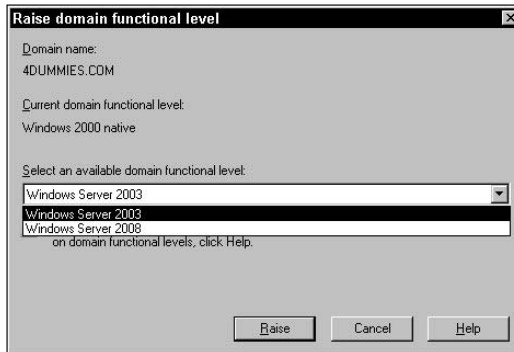 Raise domain functional level
Domain name:
4DUMMIES.COM
Current domain functional level:
Windows 2000 native
Select an available domain functional level:
Windows Server 2003
Windows Server 2003
Windows Server 2008
on domain functional levels, click Help.
Raise
Cancel
Help